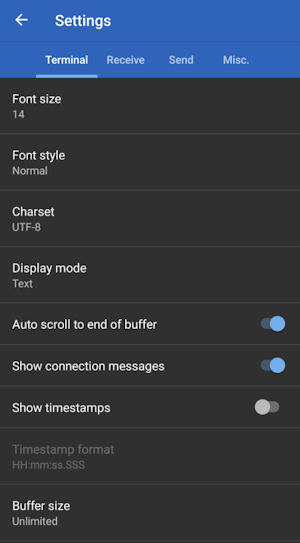 Settings
Terminal Receive Send Misc.
Font size
14
Font style
Normal
Charset
UTF-8
Display mode
Text
Auto scroll to end of buffer
Show connection messages
Show timestamps
Timestamp format
HH:mm:ss.SSS
Buffer size
Unlimited